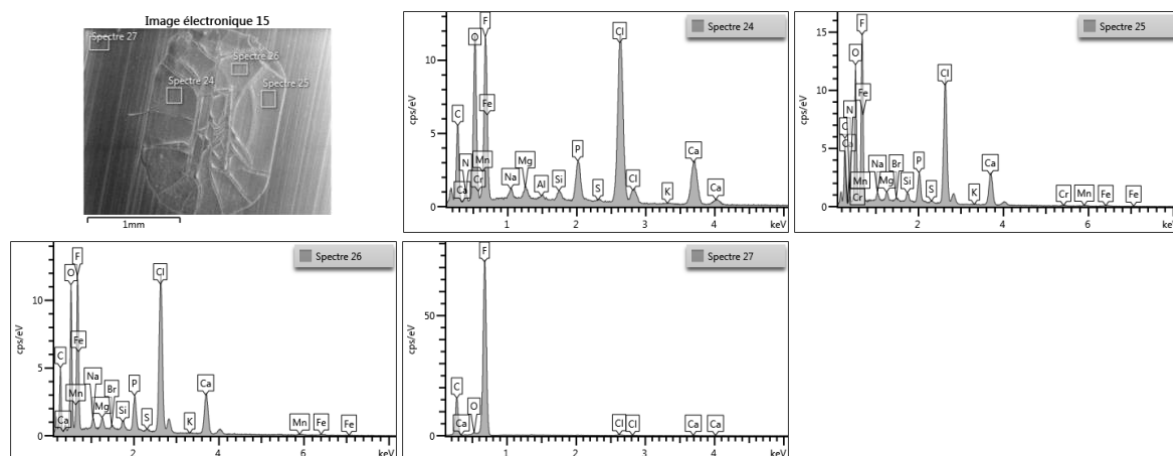 Image électronique 15
Spectre 27
Spectre 26
Spectre 24
Spectre 25
1mm
Spectre 24
cps/eV
10
5
0
F
O
Cl
Fe
C
N
Mn
Mg
Ca
Cr
Na
Al
Si
P
S
Cl
K
Ca
Ca
1
2
3
4
keV
Spectre 25
cps/eV
15
10
5
0
F
O
Cl
Fe
N
C
Ca
Na
Br
P
Ca
Mn
Mg
Si
S
Cr
K
Cr
Mn
Fe
Fe
2
4
6
keV
Spectre 26
cps/eV
10
5
0
F
O
Cl
Fe
C
Na
Br
P
Ca
Mn
Mg
Si
Ca
S
K
Mn
Fe
Fe
2
4
6
8
keV
Spectre 27
cps/eV
50
0
F
C
O
Ca
Cl
Cl
Ca
Ca
1
2
3
4
keV